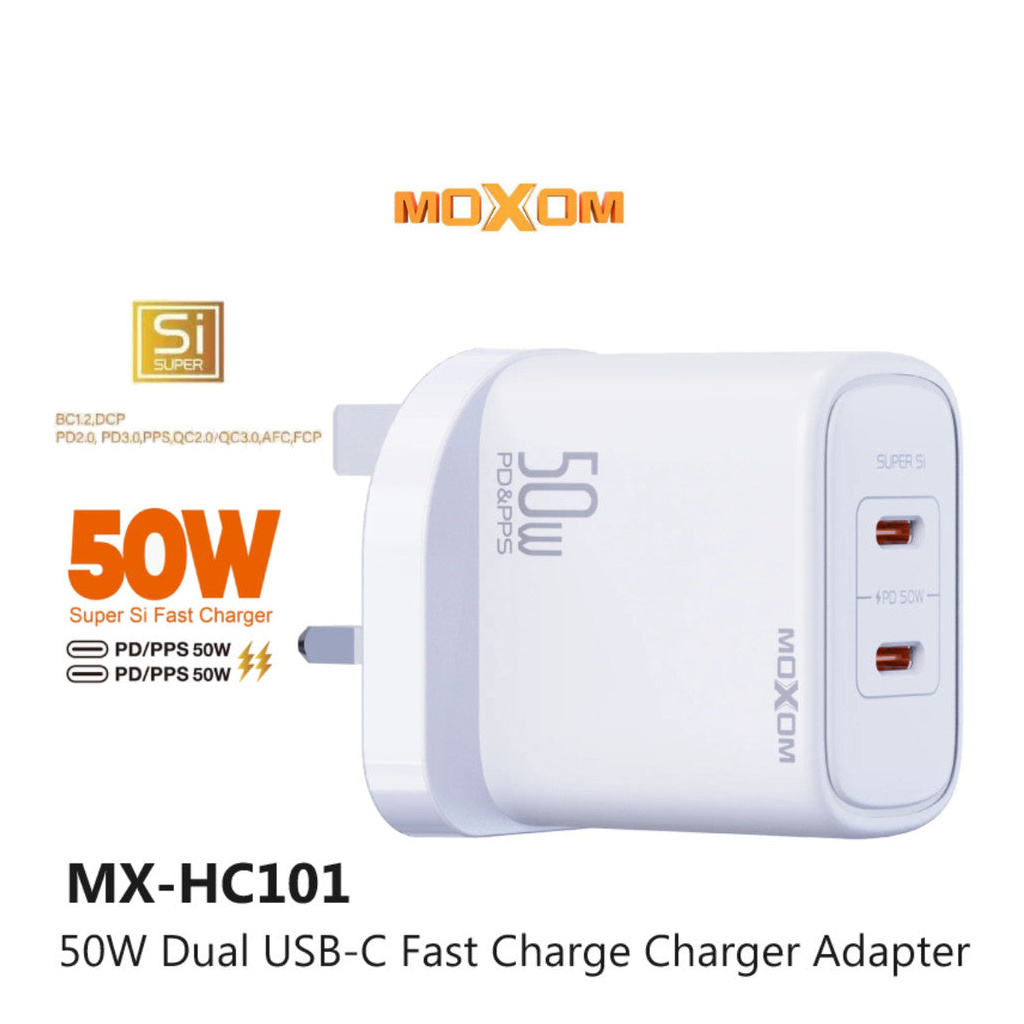 MOXOM
Si
SUPER
BC1.2,DCP
PD2.0, PD3.0,PPS,QC2.0/QC3.0,AFC,FCP
50W
Super Si Fast Charger
PD/PPS 50W
PD/PPS 50W
50W
PD&PPS
MOXOM
SUPER Si
PD 50W
MX-HC101
50W Dual USB-C Fast Charge Charger Adapter